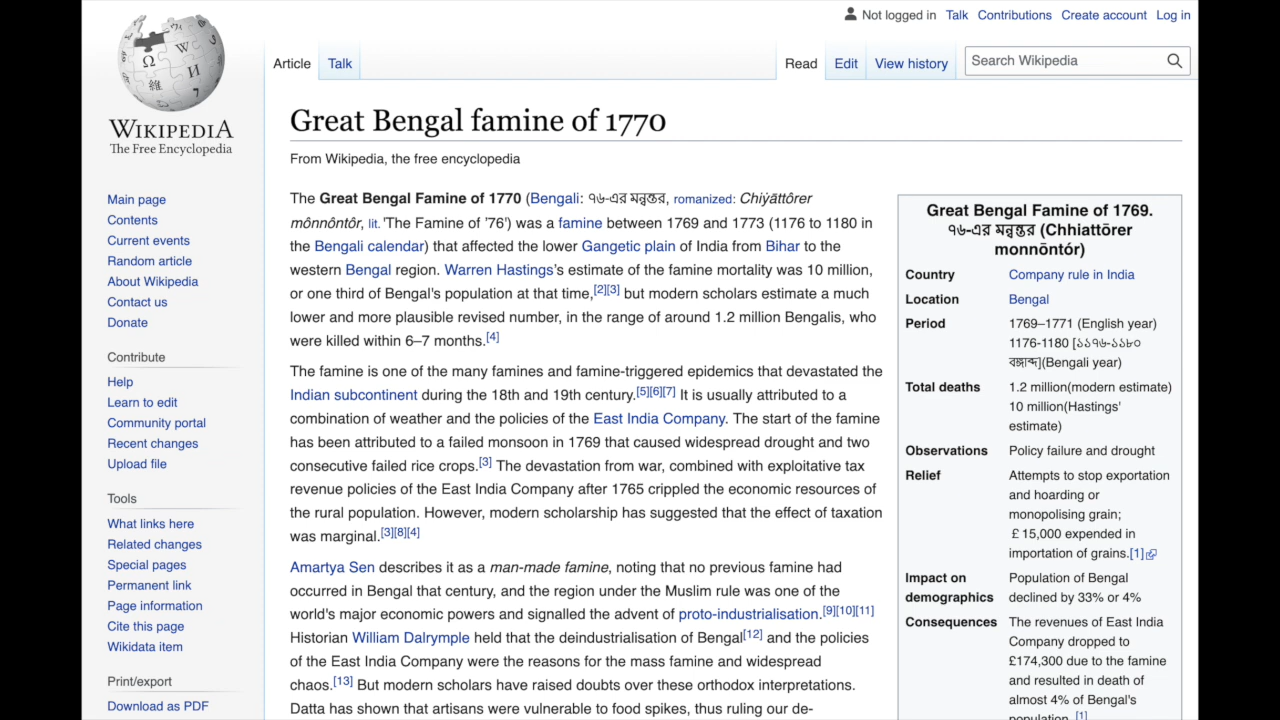 Not logged in Talk Contributions Create account Log in
Article Talk Read Edit View history Search Wikipedia
WIKIPEDIA
The Free Encyclopedia
Main page
Contents
Current events
Random article
About Wikipedia
Contact us
Donate
Contribute
Help
Learn to edit
Community portal
Recent changes
Upload file
Tools
What links here
Related changes
Special pages
Permanent link
Page information
Cite this page
Wikidata item
Print/export
Download as PDF
Great Bengal famine of 1770
From Wikipedia, the free encyclopedia
The Great Bengal Famine of 1770 (Bengali: ৭৬-এর মন্বন্তর, romanized: Chiẏāttôrer
mônnôntôr, lit. 'The Famine of '76') was a famine between 1769 and 1773 (1176 to 1180 in
the Bengali calendar) that affected the lower Gangetic plain of India from Bihar to the
western Bengal region. Warren Hastings's estimate of the famine mortality was 10 million,
or one third of Bengal's population at that time,[2][3] but modern scholars estimate a much
lower and more plausible revised number, in the range of around 1.2 million Bengalis, who
were killed within 6–7 months.[4]
The famine is one of the many famines and famine-triggered epidemics that devastated the
Indian subcontinent during the 18th and 19th century.[5][6][7] It is usually attributed to a
combination of weather and the policies of the East India Company. The start of the famine
has been attributed to a failed monsoon in 1769 that caused widespread drought and two
consecutive failed rice crops.[3] The devastation from war, combined with exploitative tax
revenue policies of the East India Company after 1765 crippled the economic resources of
the rural population. However, modern scholarship has suggested that the effect of taxation
was marginal.[3][8][4]
Amartya Sen describes it as a man-made famine, noting that no previous famine had
occurred in Bengal that century, and the region under the Muslim rule was one of the
world's major economic powers and signalled the advent of proto-industrialisation.[9][10][11]
Historian William Dalrymple held that the deindustrialisation of Bengal[12] and the policies
of the East India Company were the reasons for the mass famine and widespread
chaos.[13] But modern scholars have raised doubts over these orthodox interpretations.
Datta has shown that artisans were vulnerable to food spikes, thus ruling our de-
Great Bengal Famine of 1769.
৭৬-এর মন্বন্তর (Chhiattōrer
monnōntór)
Country Company rule in India
Location Bengal
Period 1769–1771 (English year)
1176-1180 [১১৭৬-১১৮০
বঙ্গাব্দ](Bengali year)
Total deaths 1.2 million(modern estimate)
10 million(Hastings'
estimate)
Observations Policy failure and drought
Relief Attempts to stop exportation
and hoarding or
monopolising grain;
£ 15,000 expended in
importation of grains.[1]
Impact on Population of Bengal
demographics declined by 33% or 4%
Consequences The revenues of East India
Company dropped to
£174,300 due to the famine
and resulted in death of
almost 4% of Bengal's
population. [1]